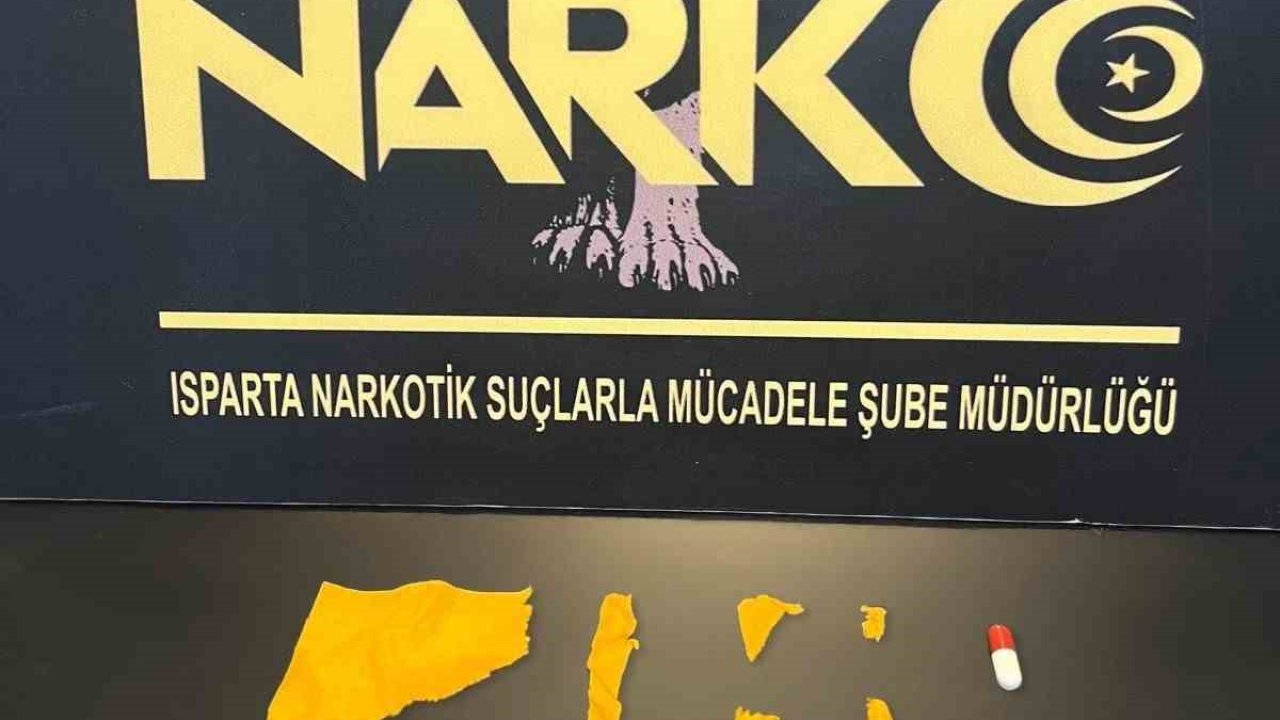 NARKO
ISPARTA NARKOTİK SUÇLARLA MÜCADELE ŞUBE MÜDÜRLÜĞÜ